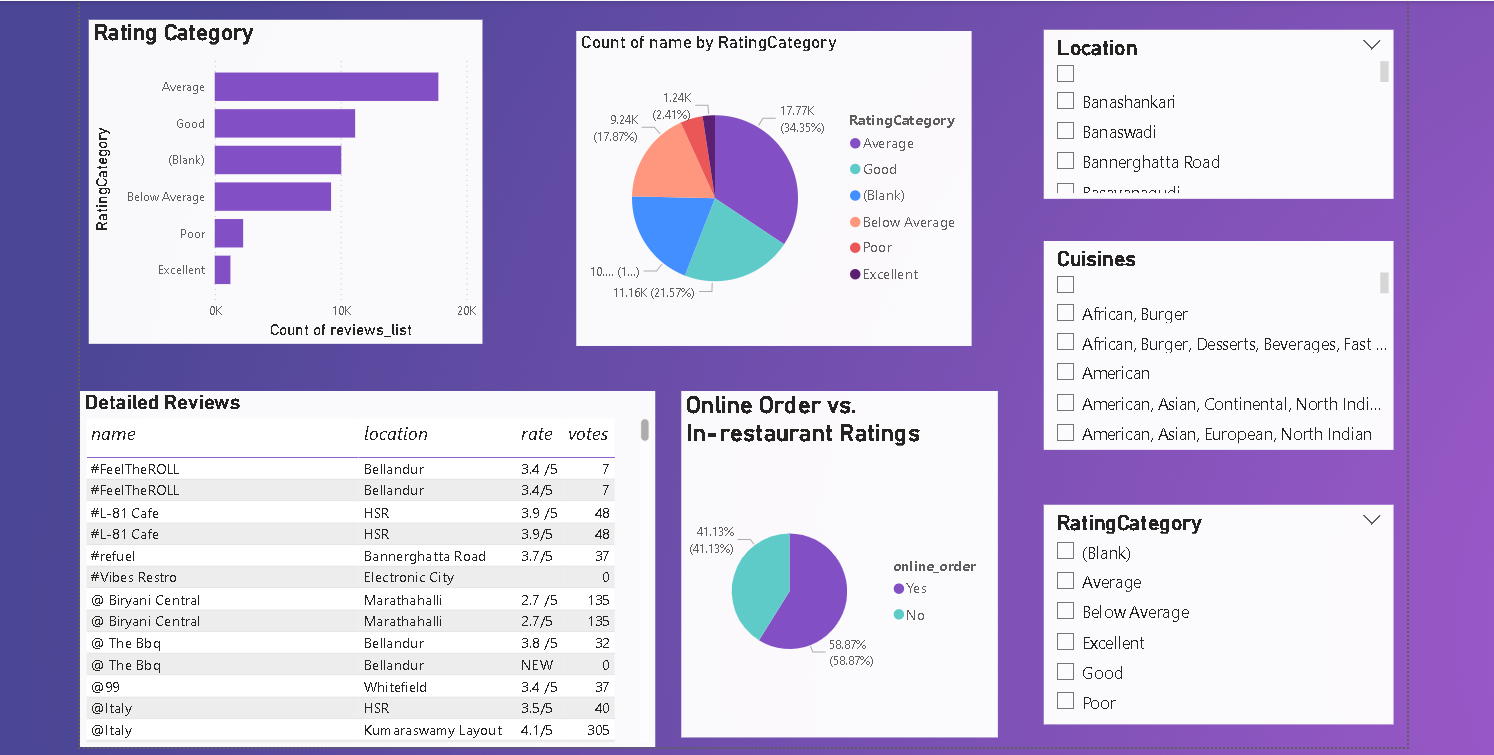 Rating Category
RatingCategory
Average
Good
(Blank)
Below Average
Poor
Excellent
0K 10K 20K
Count of reviews_list
Count of name by RatingCategory
1.24K
(2.41%)
9.24K
(17.87%)
17.77K
(34.35%)
10.... (1...)
11.16K (21.57%)
RatingCategory
Average
Good
(Blank)
Below Average
Poor
Excellent
Location
Banashankari
Banaswadi
Bannerghatta Road
Basavanagudi
Cuisines
African, Burger
African, Burger, Desserts, Beverages, Fast ...
American
American, Asian, Continental, North Indi...
American, Asian, European, North Indian
Detailed Reviews
name location rate votes
#FeelTheROLL Bellandur 3.4 /5 7
#FeelTheROLL Bellandur 3.4/5 7
#L-81 Cafe HSR 3.9 /5 48
#L-81 Cafe HSR 3.9/5 48
#refuel Bannerghatta Road 3.7/5 37
#Vibes Restro Electronic City 0
@ Biryani Central Marathahalli 2.7 /5 135
@ Biryani Central Marathahalli 2.7/5 135
@ The Bbq Bellandur 3.8 /5 32
@ The Bbq Bellandur NEW 0
@99 Whitefield 3.4 /5 37
@Italy HSR 3.5/5 40
@Italy Kumaraswamy Layout 4.1/5 305
Online Order vs.
In-restaurant Ratings
41.13%
(41.13%)
58.87%
(58.87%)
online_order
Yes
No
RatingCategory
(Blank)
Average
Below Average
Excellent
Good
Poor